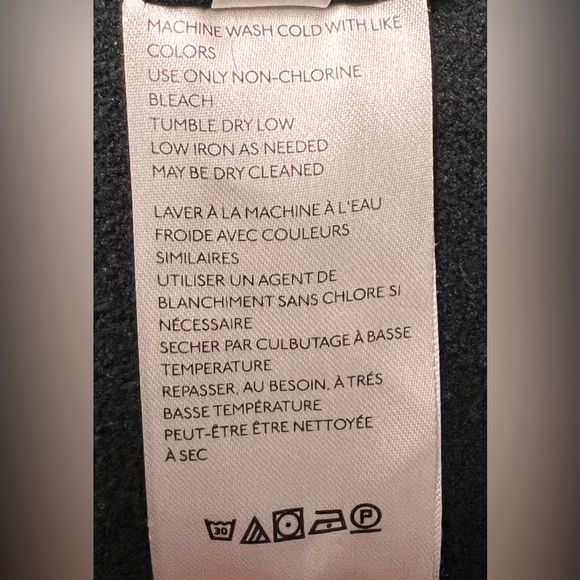 MACHINE WASH COLD WITH LIKE
COLORS
USE ONLY NON-CHLORINE
BLEACH
TUMBLE DRY LOW
LOW IRON AS NEEDED
MAY BE DRY CLEANED
LAVER À LA MACHINE À L'EAU
FROIDE AVEC COULEURS
SIMILAIRES
UTILISER UN AGENT DE
BLANCHIMENT SANS CHLORE SI
NÉCESSAIRE
SECHER PAR CULBUTAGE À BASSE
TEMPERATURE
REPASSER, AU BESOIN, À TRÉS
BASSE TEMPÉRATURE
PEUT-ÊTRE ÊTRE NETTOYÉE
À SEC
30 P